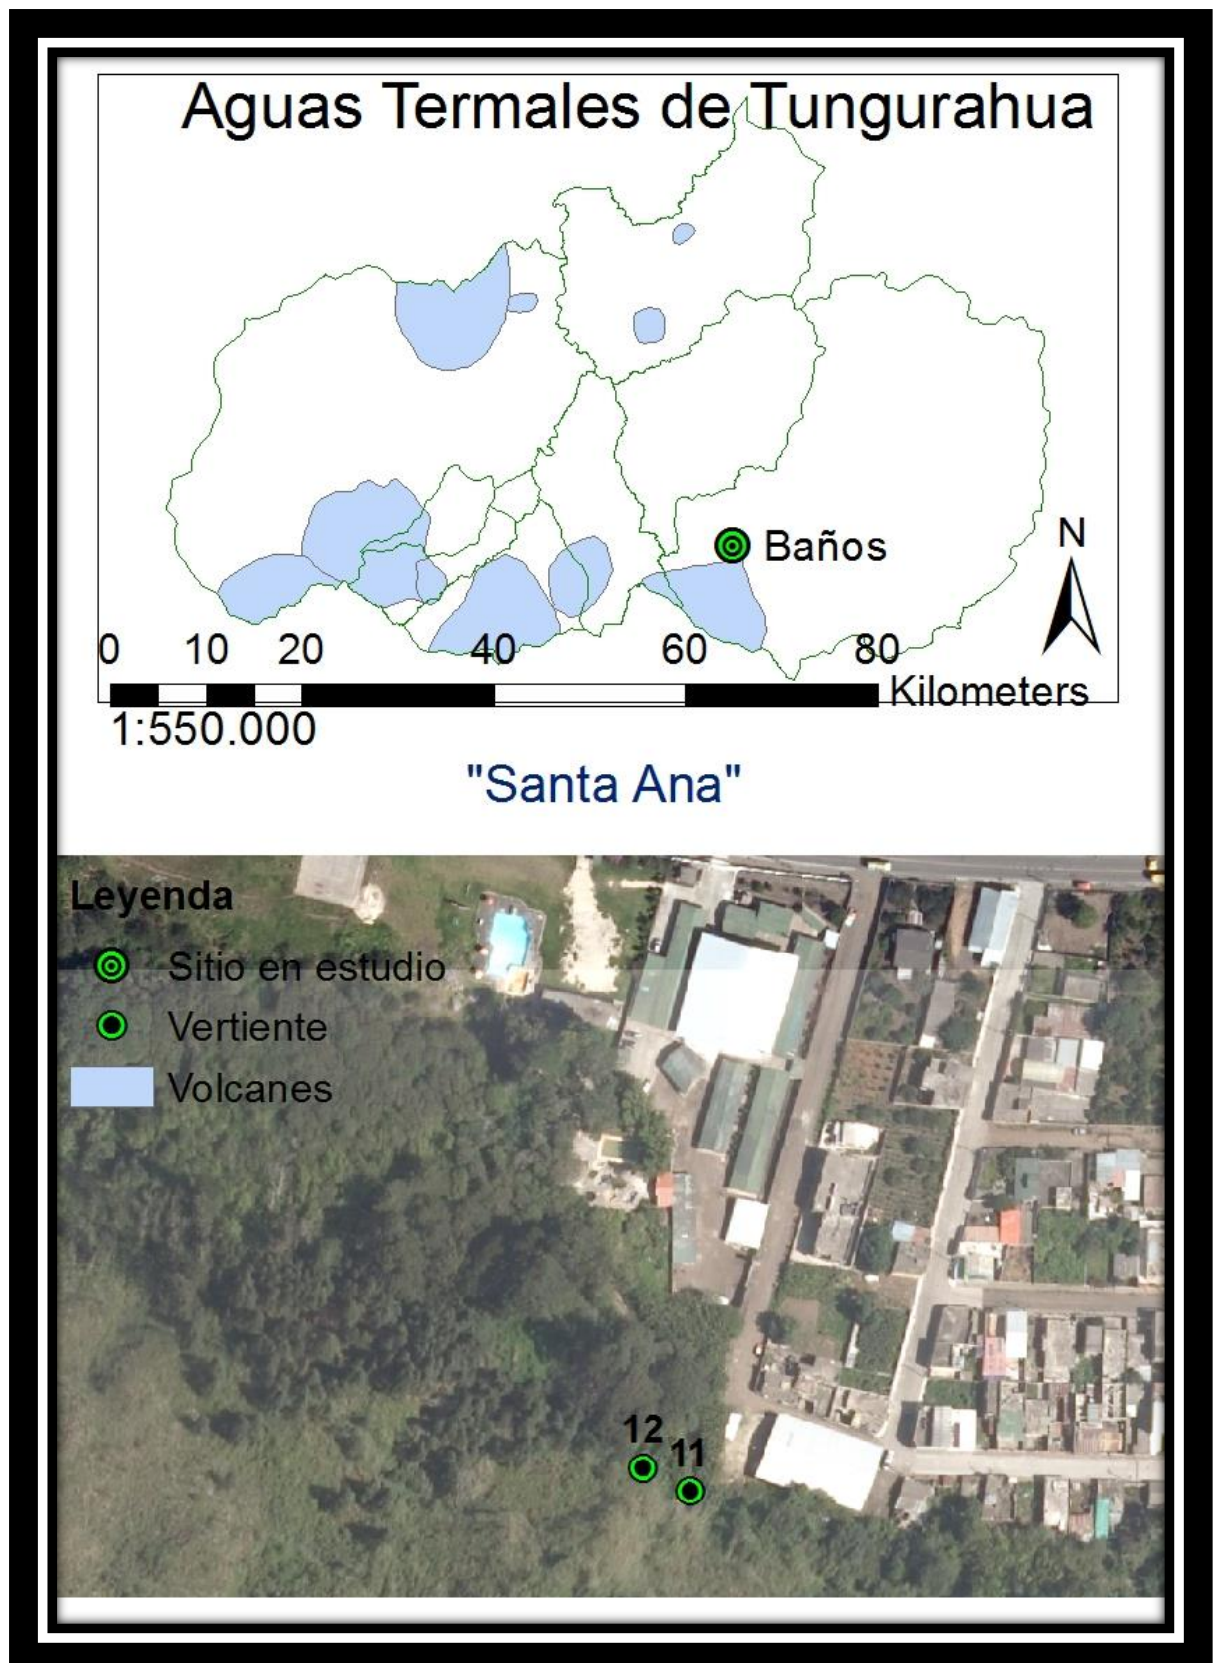 Aguas Termales de Tungurahua
Baños
N
0 10 20 40 60 80
Kilometers
1:550.000
"Santa Ana"
Leyenda
Sitio en estudio
Vertiente
Volcanes
12
11